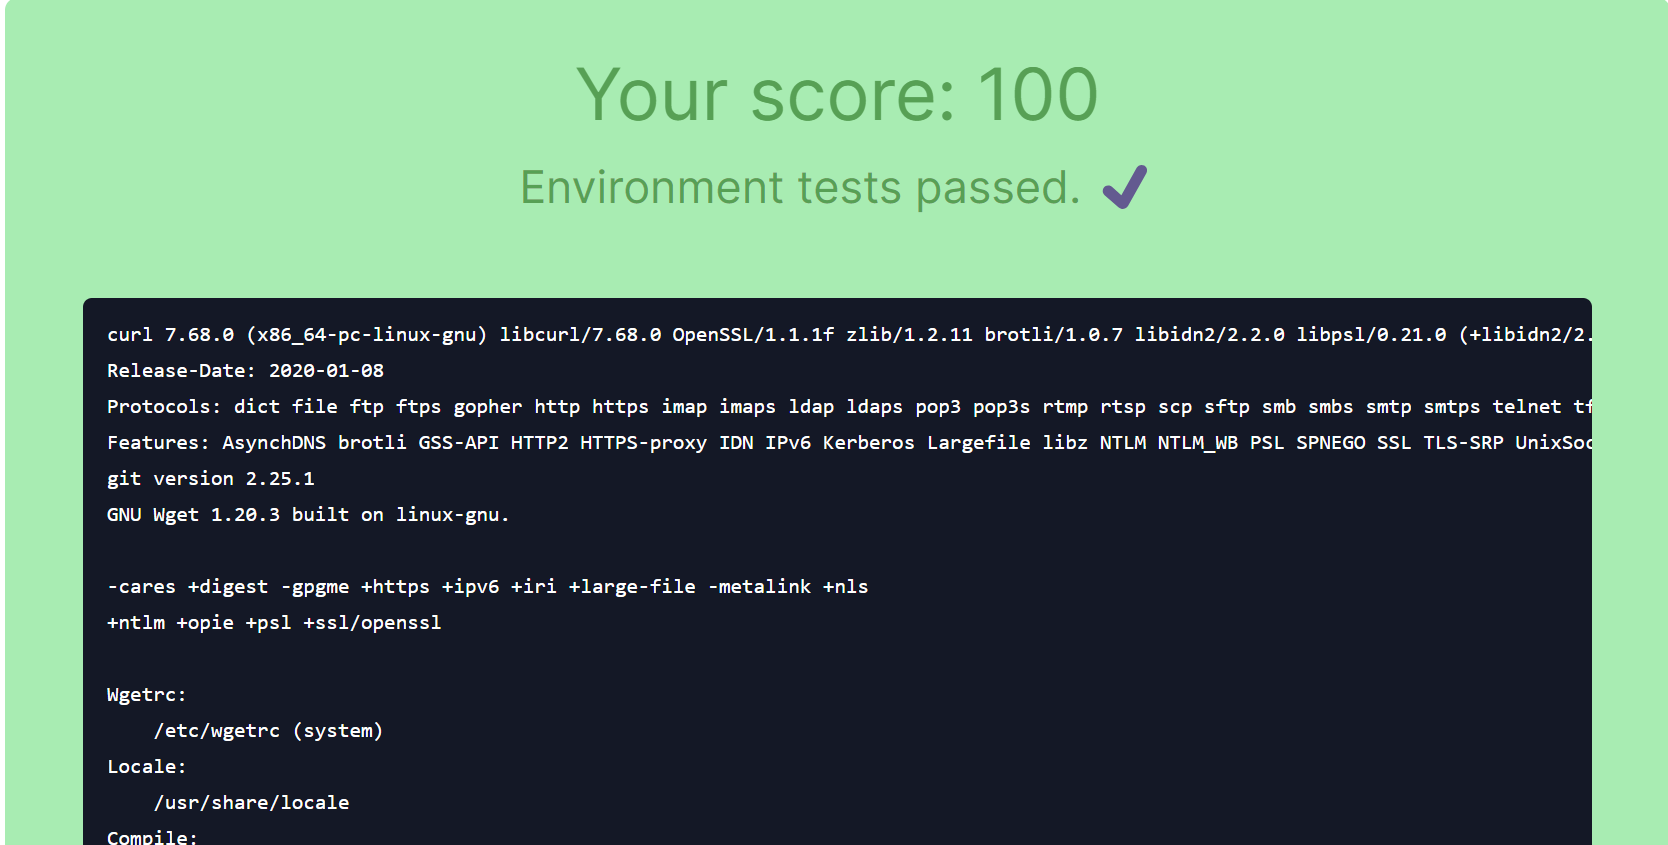 Your score: 100
Environment tests passed.
curl 7.68.0 (x86_64-pc-linux-gnu) libcurl/7.68.0 OpenSSL/1.1.1f zlib/1.2.11 brotli/1.0.7 libidn2/2.2.0 libpsl/0.21.0 (+libidn2/2.
Release-Date: 2020-01-08
Protocols: dict file ftp ftps gopher http https imap imaps ldap ldaps pop3 pop3s rtmp rtsp scp sftp smb smbs smtp smtps telnet tf
Features: AsynchDNS brotli GSS-API HTTP2 HTTPS-proxy IDN IPv6 Kerberos Largefile libz NTLM NTLM_WB PSL SPNEGO SSL TLS-SRP UnixSoc
git version 2.25.1
GNU Wget 1.20.3 built on linux-gnu.
-cares +digest -gpgme +https +ipv6 +iri +large-file -metalink +nls
+ntlm +opie +psl +ssl/openssl
Wgetrc:
/etc/wgetrc (system)
Locale:
/usr/share/locale
Compile: